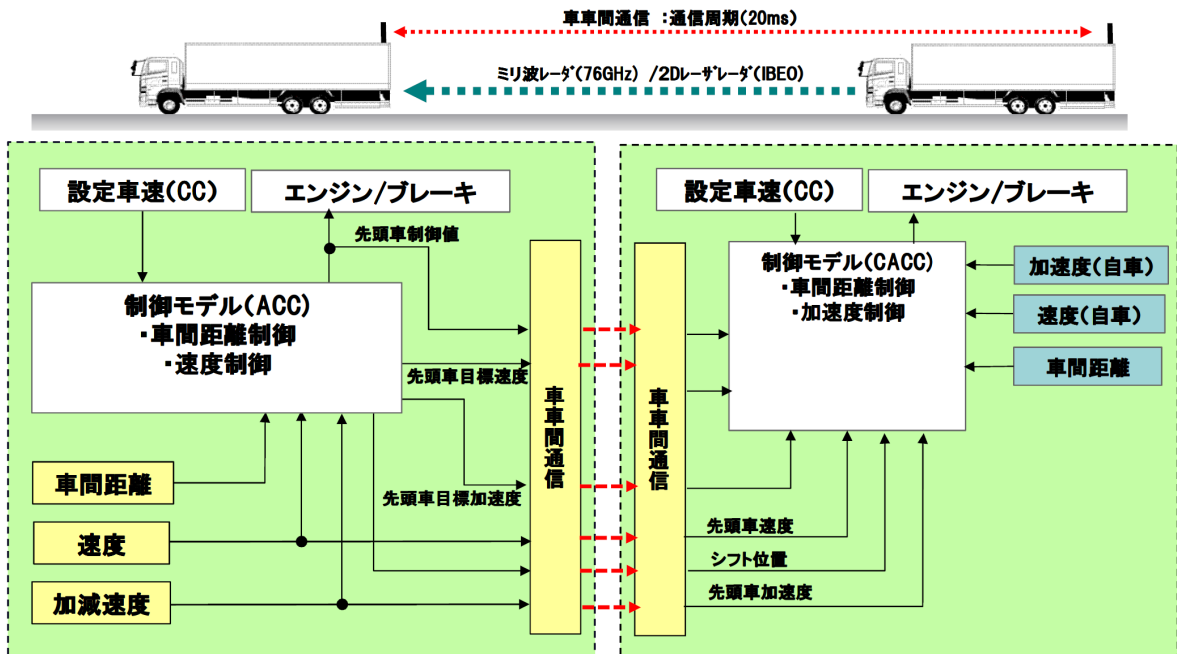 車車間通信 :通信周期(20ms)
ミリ波レーダ(76GHz) /2Dレーザレーダ(IBEO)
設定車速(CC)
エンジン/ブレーキ
先頭車制御値
制御モデル(ACC)
・車間距離制御
・速度制御
先頭車目標速度
先頭車目標加速度
車間距離
速度
加減速度
車車間通信
車車間通信
設定車速(CC)
エンジン/ブレーキ
制御モデル(CACC)
・車間距離制御
・加速度制御
加速度(自車)
速度(自車)
車間距離
先頭車速度
シフト位置
先頭車加速度